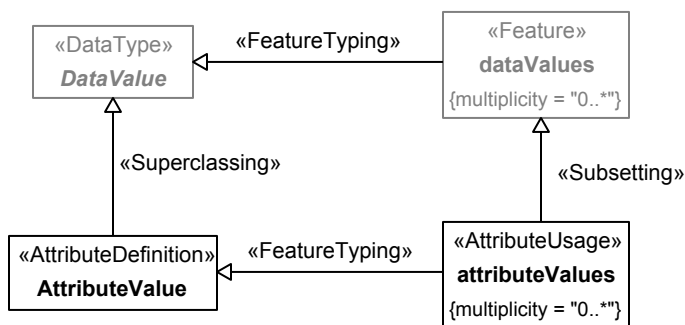 «DataType»
DataValue
«FeatureTyping»
«Feature»
dataValues
{multiplicity = "0..*"}
«Superclassing»
«Subsetting»
«AttributeDefinition»
AttributeValue
«FeatureTyping»
«AttributeUsage»
attributeValues
{multiplicity = "0..*"}